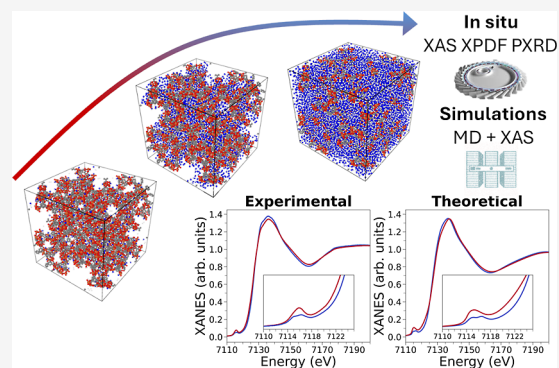 In situ
XAS XPDF PXRD
Simulations
MD + XAS
Experimental
XANES (arb. units)
1.4
1.2
1.0
0.8
0.6
0.4
0.2
0.0
7110 7114 7118 7122
7110 7130 7150 7170 7190
Energy (eV)
Theoretical
XANES (arb. units)
1.4
1.2
1.0
0.8
0.6
0.4
0.2
0.0
7110 7114 7118 7122
7110 7130 7150 7170 7190
Energy (eV)